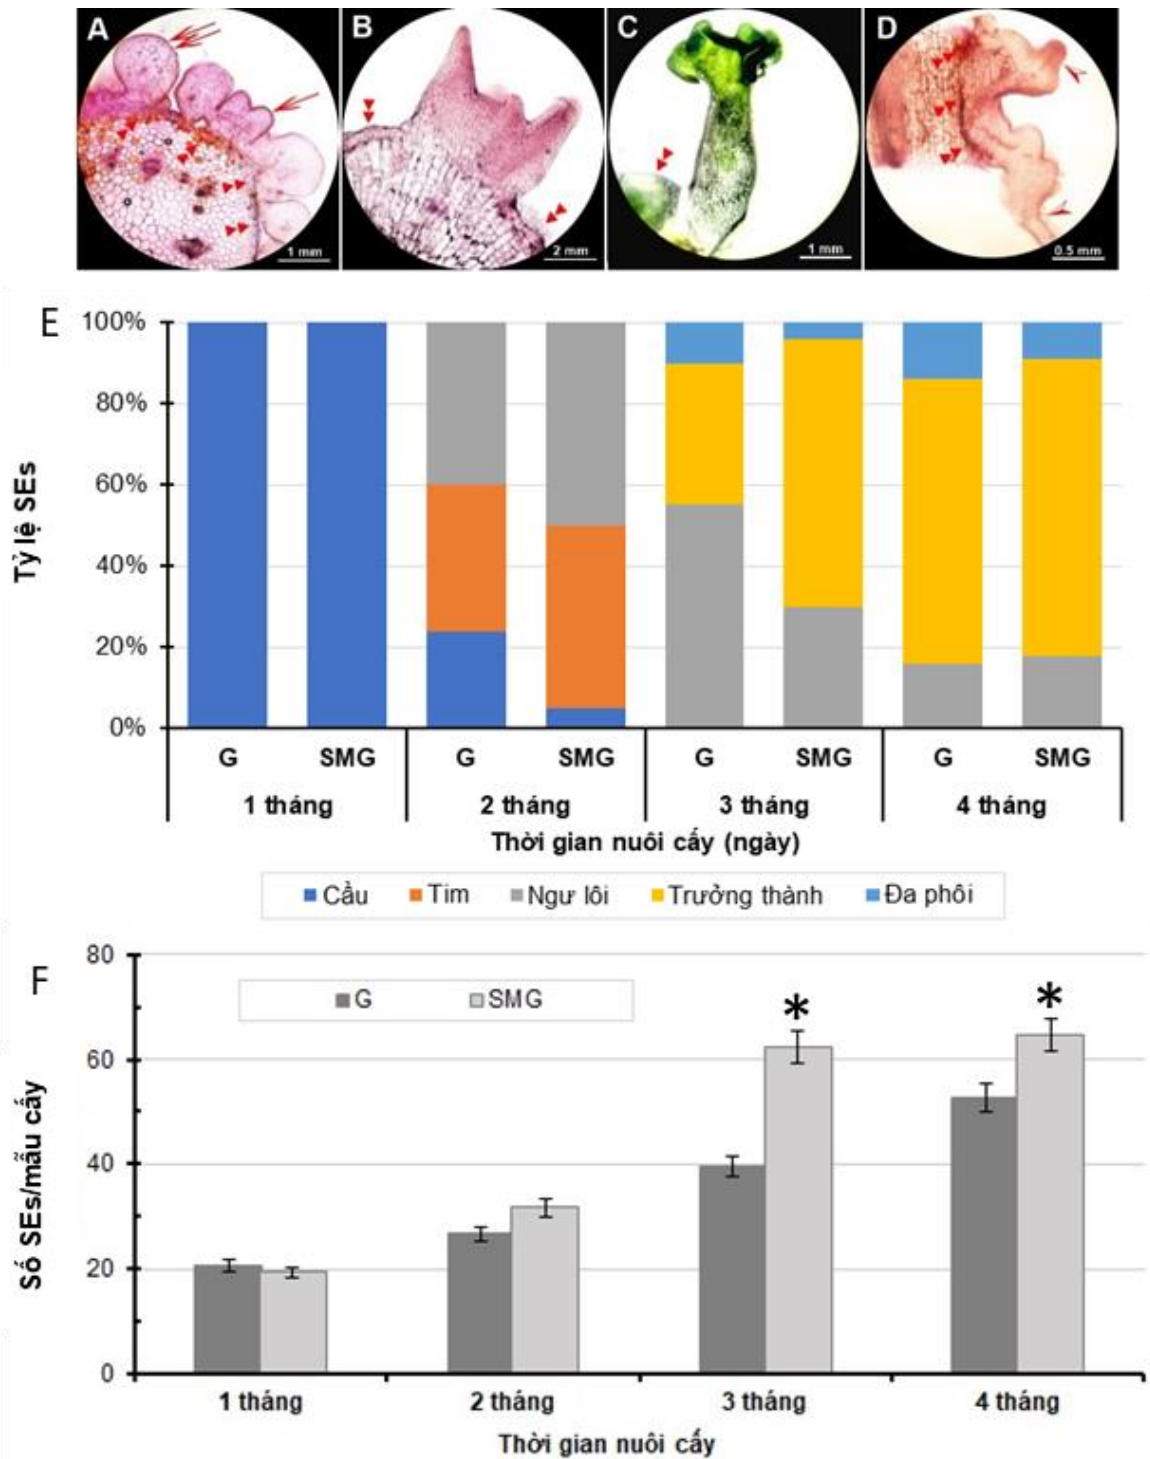 A B C D
1 mm 2 mm 1 mm 0.5 mm
E
100%
80%
60%
40%
20%
0%
Tỷ lệ SEs
G SMG G SMG G SMG G SMG
1 tháng 2 tháng 3 tháng 4 tháng
Thời gian nuôi cấy (ngày)
Cầu Tim Ngư lôi Trưởng thành Đa phôi
F
80
60
40
20
0
Số SEs/mẫu cấy
G SMG
* *
1 tháng 2 tháng 3 tháng 4 tháng
Thời gian nuôi cấy